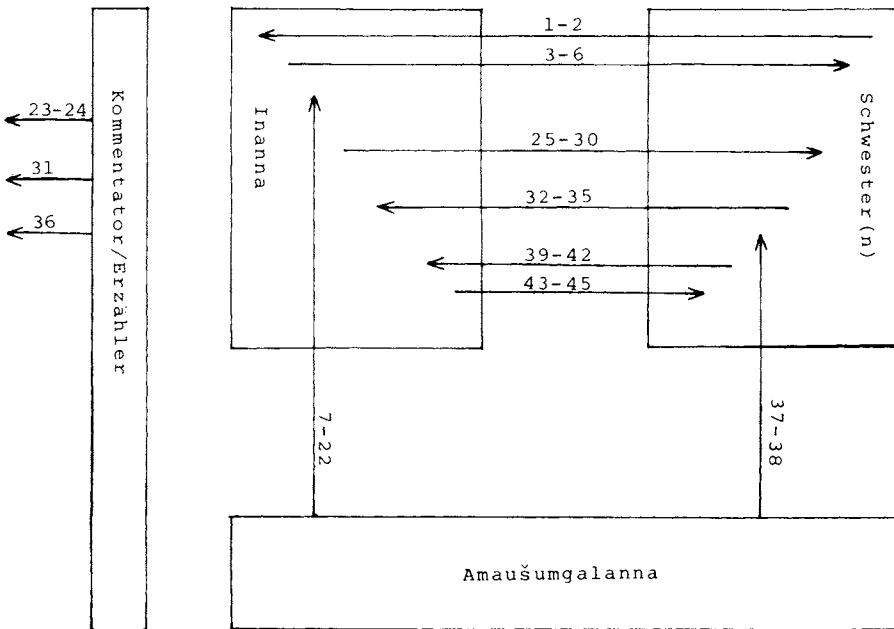 1-2
3-6
23-24
25-30
31
32-35
36
39-42
43-45
Kommentator/Erzähler
Inanna
Schwester(n)
7-22
37-38
Amaušumgalanna